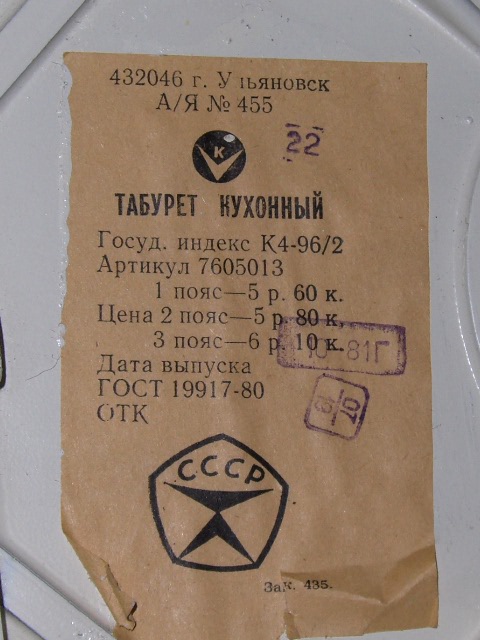 432046 г. Ульяновск
А/Я № 455
К
22
ТАБУРЕТ КУХОННЫЙ
Госуд. индекс К4-96/2
Артикул 7605013
1 пояс—5 р. 60 к.
Цена 2 пояс—5 р. 80 к.
3 пояс—6 р. 10 к.
81Г
Дата выпуска
ГОСТ 19917-80
ОТК
СССР
Зак. 435.